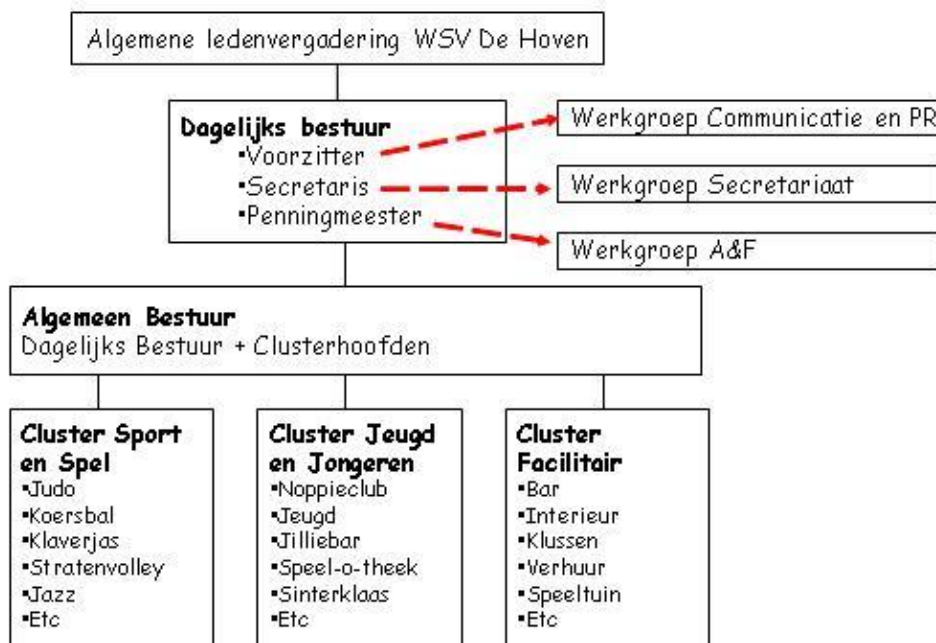 Algemene ledenvergadering WSV De Hoven
Dagelijks bestuur
▪Voorzitter
▪Secretaris
▪Penningmeester
Werkgroep Communicatie en PR
Werkgroep Secretariaat
Werkgroep A&F
Algemeen Bestuur
Dagelijks Bestuur + Clusterhoofden
Cluster Sport
en Spel
▪Judo
▪Koersbal
▪Klaverjas
▪Stratenvolley
▪Jazz
▪Etc
Cluster Jeugd
en Jongeren
▪Noppieclub
▪Jeugd
▪Jilliebar
▪Speel-o-theek
▪Sinterklaas
▪Etc
Cluster
Facilitair
▪Bar
▪Interieur
▪Klussen
▪Verhuur
▪Speeltuin
▪Etc